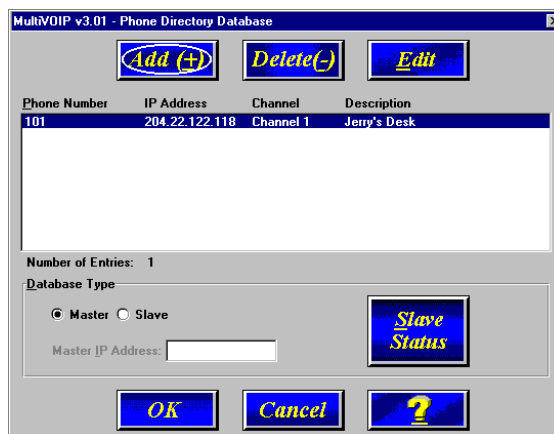 MultiVOIP v3.01 - Phone Directory Database
Add (+) Delete(-) Edit
Phone Number IP Address Channel Description
101 204.22.122.118 Channel 1 Jerry's Desk
Number of Entries: 1
Database Type
Master Slave
Master IP Address:
Slave
Status
OK Cancel ?